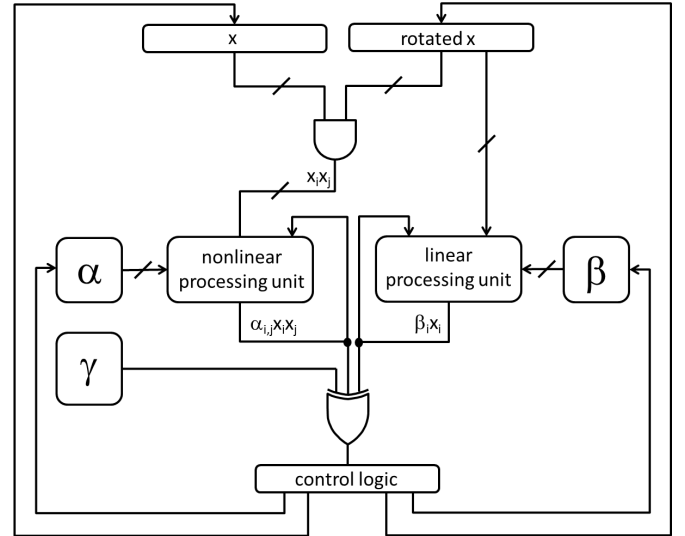 x
rotated x
xᵢxⱼ
α
nonlinear
processing unit
linear
processing unit
β
αᵢ,ⱼxᵢxⱼ
βᵢxᵢ
γ
control logic